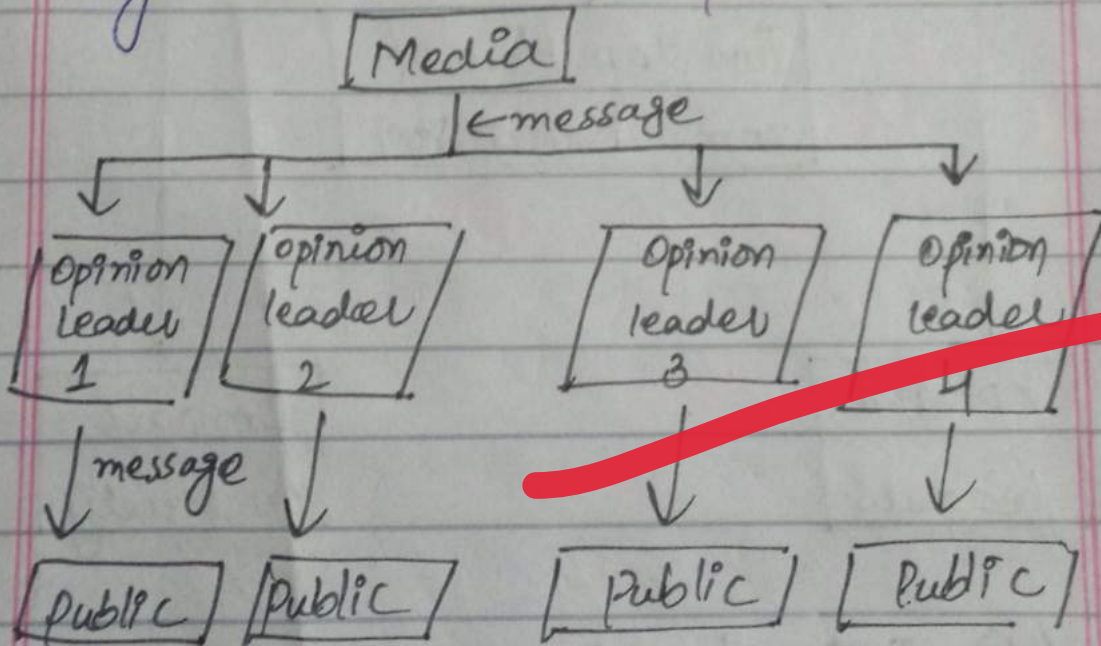 Media
←message
Opinion
leader
1
opinion
leader
2
Opinion
leader
3
Opinion
leader
4
message
Public
Public
Public
Public